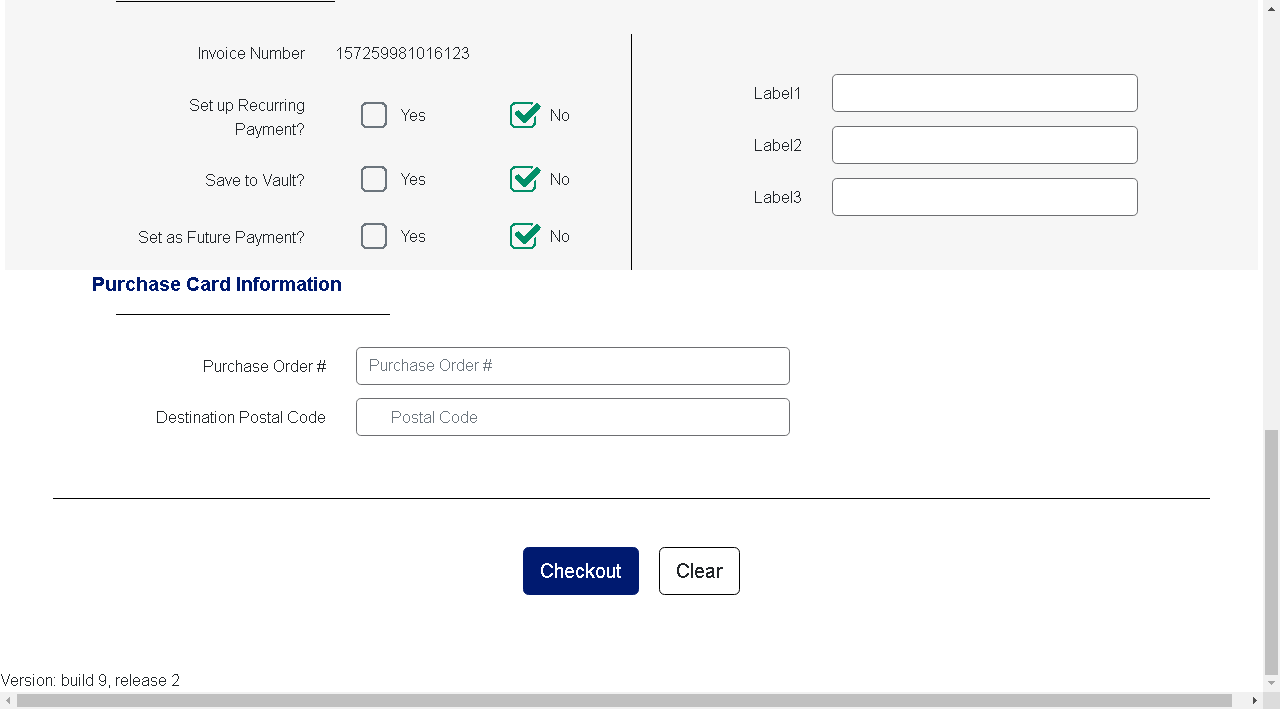 Invoice Number 157259981016123
Set up Recurring
Payment? Yes No
Save to Vault? Yes No
Set as Future Payment? Yes No
Label1
Label2
Label3
Purchase Card Information
Purchase Order # Purchase Order #
Destination Postal Code Postal Code
Checkout Clear
Version: build 9, release 2